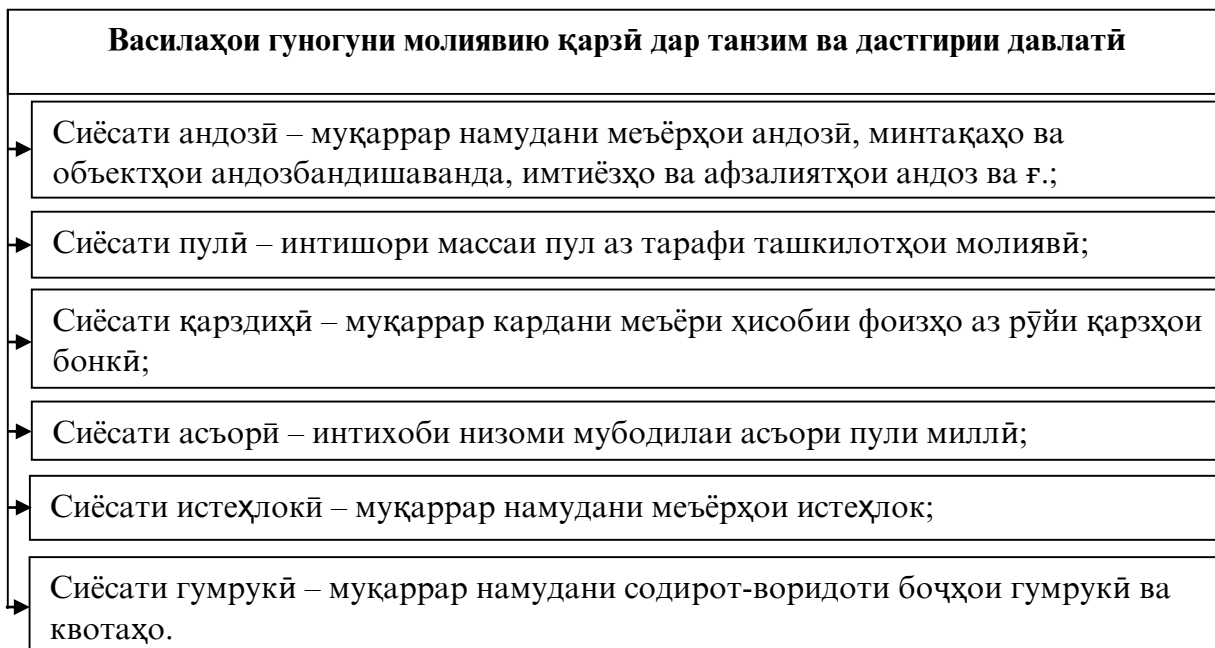 Василаҳои гуногуни молиявию қарзӣ дар танзим ва дастгирии давлатӣ
Сиёсати андозӣ – муқаррар намудани меъёрҳои андозӣ, минтақаҳо ва
объектҳои андозбандишаванда, имтиёзҳо ва афзалиятҳои андоз ва ғ.;
Сиёсати пулӣ – интишори массаи пул аз тарафи ташкилотҳои молиявӣ;
Сиёсати қарздиҳӣ – муқаррар кардани меъёри ҳисобии фоизҳо аз рӯйи қарзҳои
бонкӣ;
Сиёсати асъорӣ – интихоби низоми мубодилаи асъори пули миллӣ;
Сиёсати истеҳлокӣ – муқаррар намудани меъёрҳои истеҳлок;
Сиёсати гумрукӣ – муқаррар намудани содирот-воридоти боҷҳои гумрукӣ ва
квотаҳо.